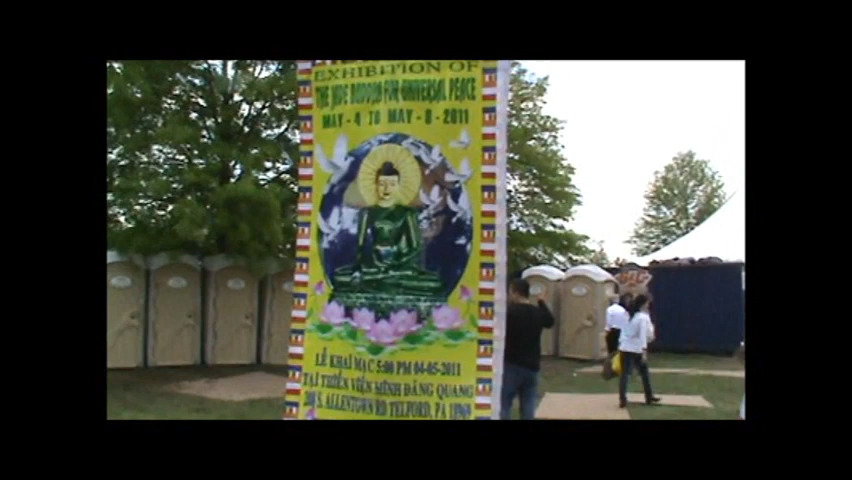 EXHIBITION OF
THE JADE BUDDHA FOR UNIVERSAL PEACE
MAY - 4 TO MAY - 8 - 2011
LỄ KHAI MẠC 5:00 PM 04-05-2011
TẠI THIỀN VIỆN MINH ĐĂNG QUANG
S. ALLENTOWN RD TELFORD, PA 18969